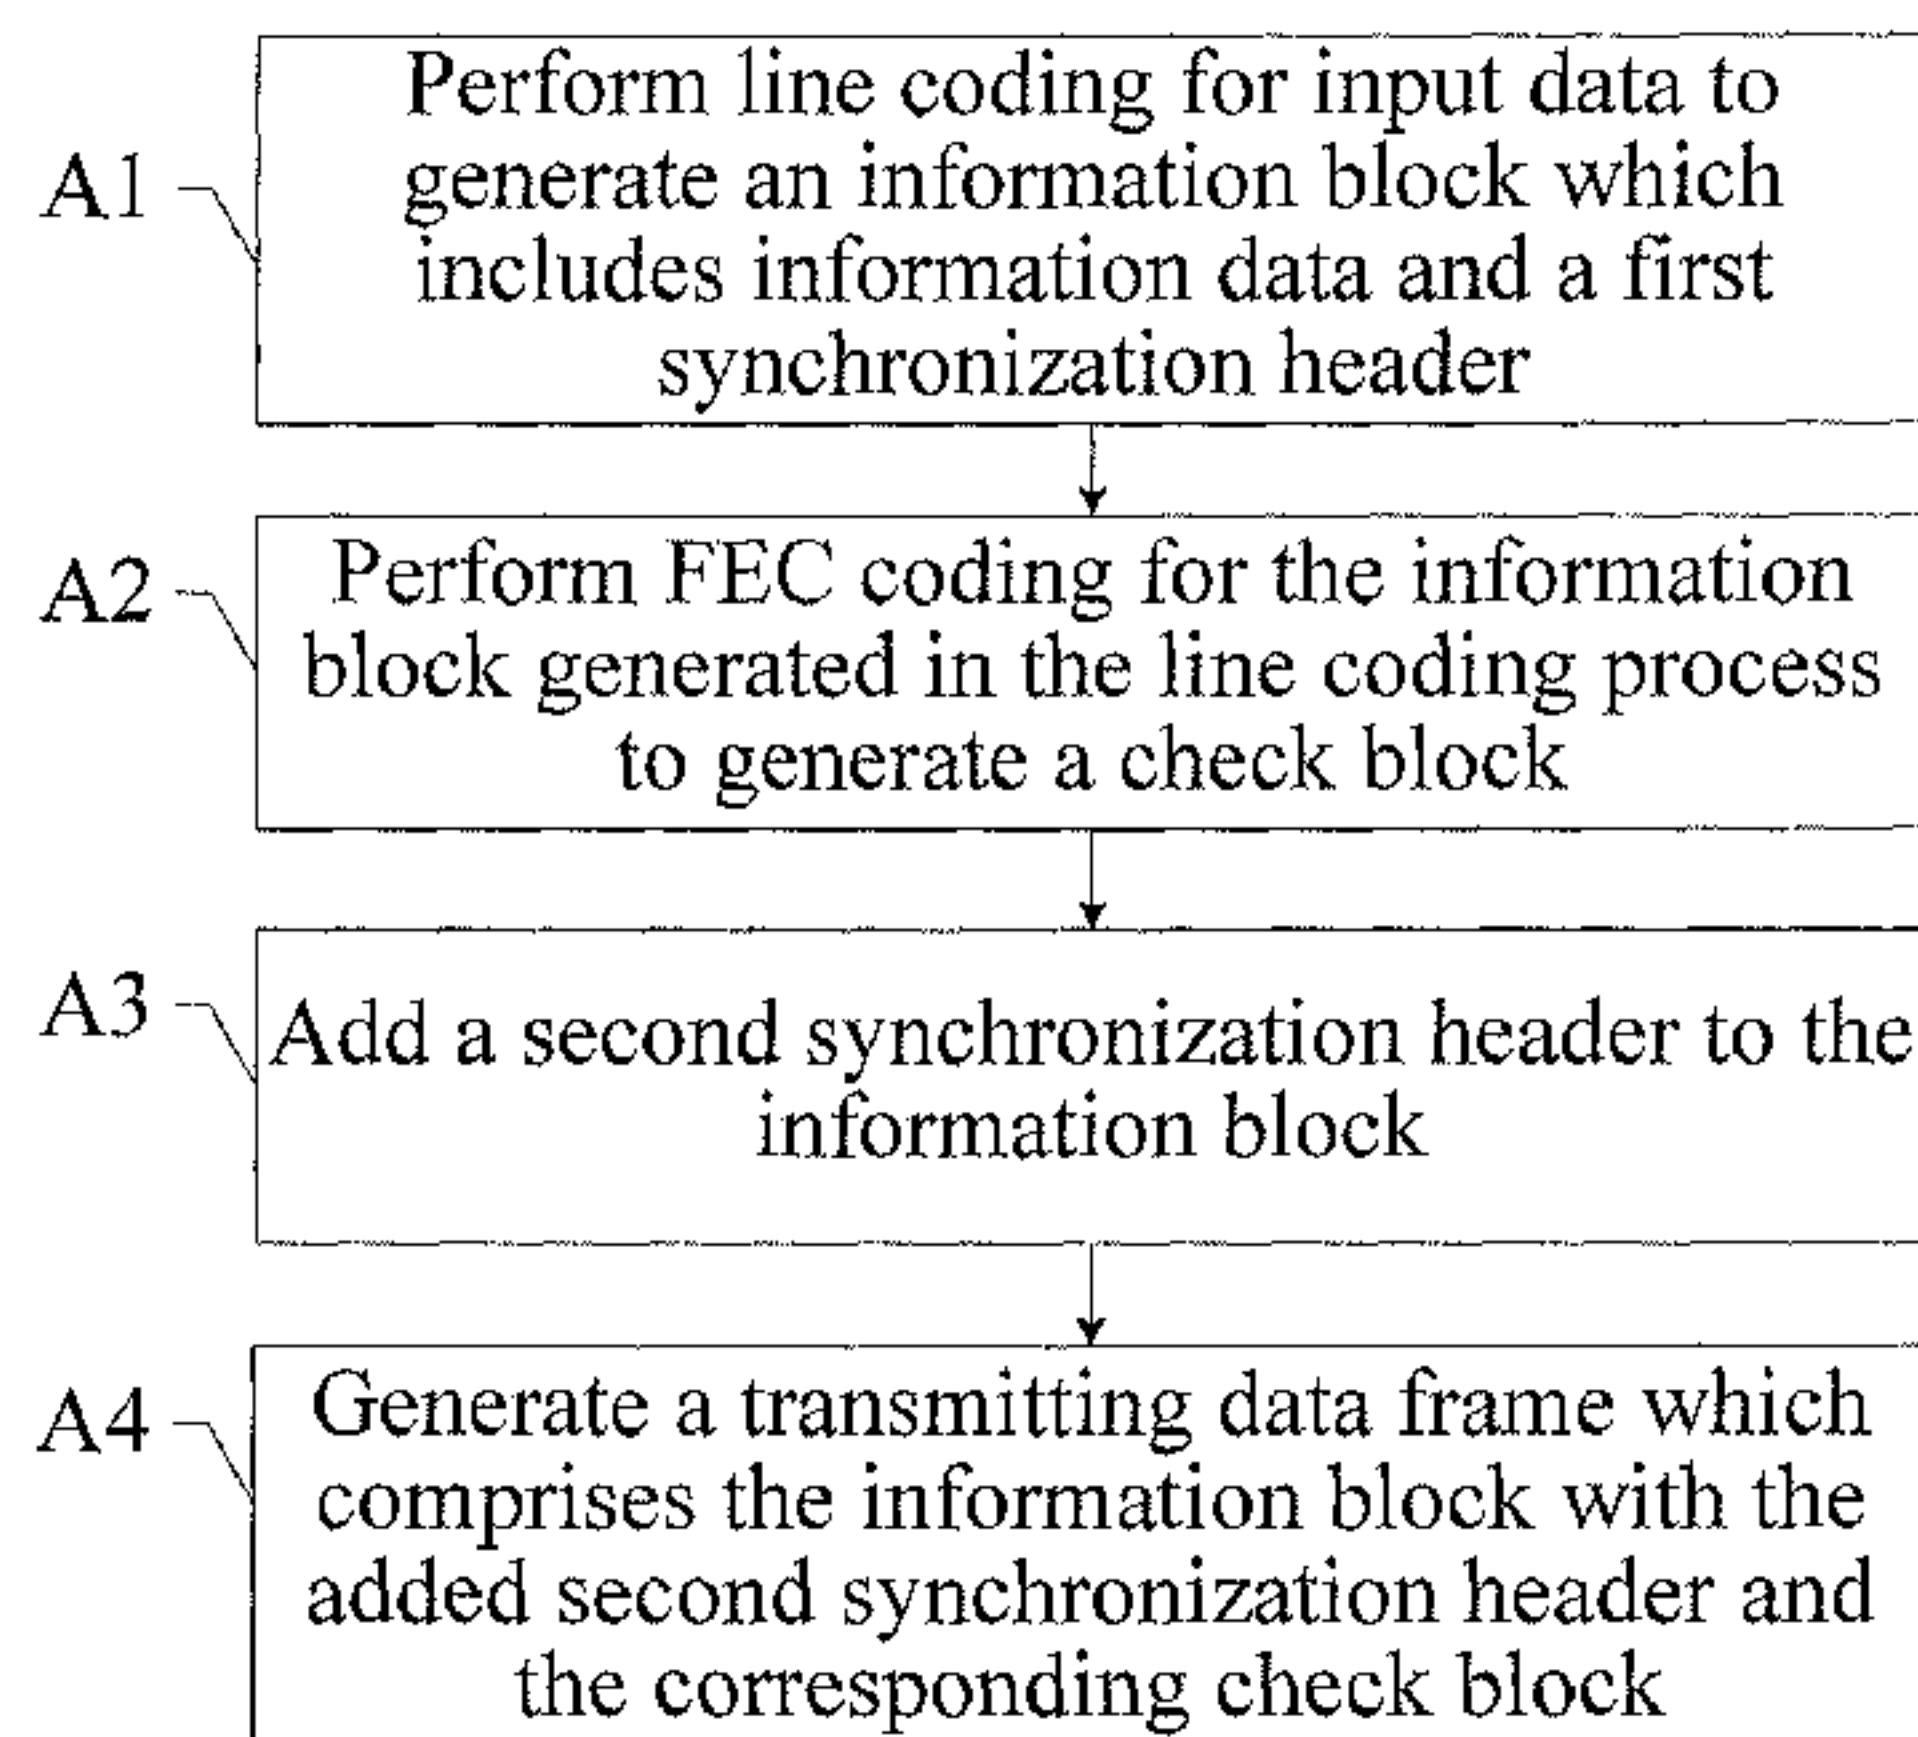 A1
Perform line coding for input data to
generate an information block which
includes information data and a first
synchronization header
A2
Perform FEC coding for the information
block generated in the line coding process
to generate a check block
A3
Add a second synchronization header to the
information block
A4
Generate a transmitting data frame which
comprises the information block with the
added second synchronization header and
the corresponding check block